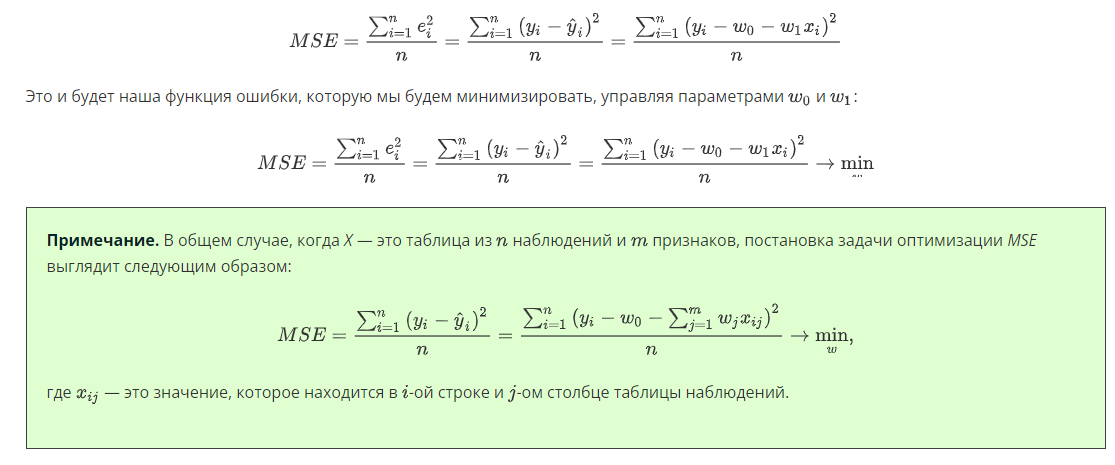 MSE = \frac{\sum_{i=1}^{n} e_i^2}{n} = \frac{\sum_{i=1}^{n} (y_i - \hat{y}_i)^2}{n} = \frac{\sum_{i=1}^{n} (y_i - w_0 - w_1 x_i)^2}{n}
Это и будет наша функция ошибки, которую мы будем минимизировать, управляя параметрами w_0 и w_1:
MSE = \frac{\sum_{i=1}^{n} e_i^2}{n} = \frac{\sum_{i=1}^{n} (y_i - \hat{y}_i)^2}{n} = \frac{\sum_{i=1}^{n} (y_i - w_0 - w_1 x_i)^2}{n} \to \min
Примечание. В общем случае, когда X — это таблица из n наблюдений и m признаков, постановка задачи оптимизации MSE
выглядит следующим образом:
MSE = \frac{\sum_{i=1}^{n} (y_i - \hat{y}_i)^2}{n} = \frac{\sum_{i=1}^{n} (y_i - w_0 - \sum_{j=1}^{m} w_j x_{ij})^2}{n} \to \min_w,
где x_{ij} — это значение, которое находится в i-ой строке и j-ом столбце таблицы наблюдений.